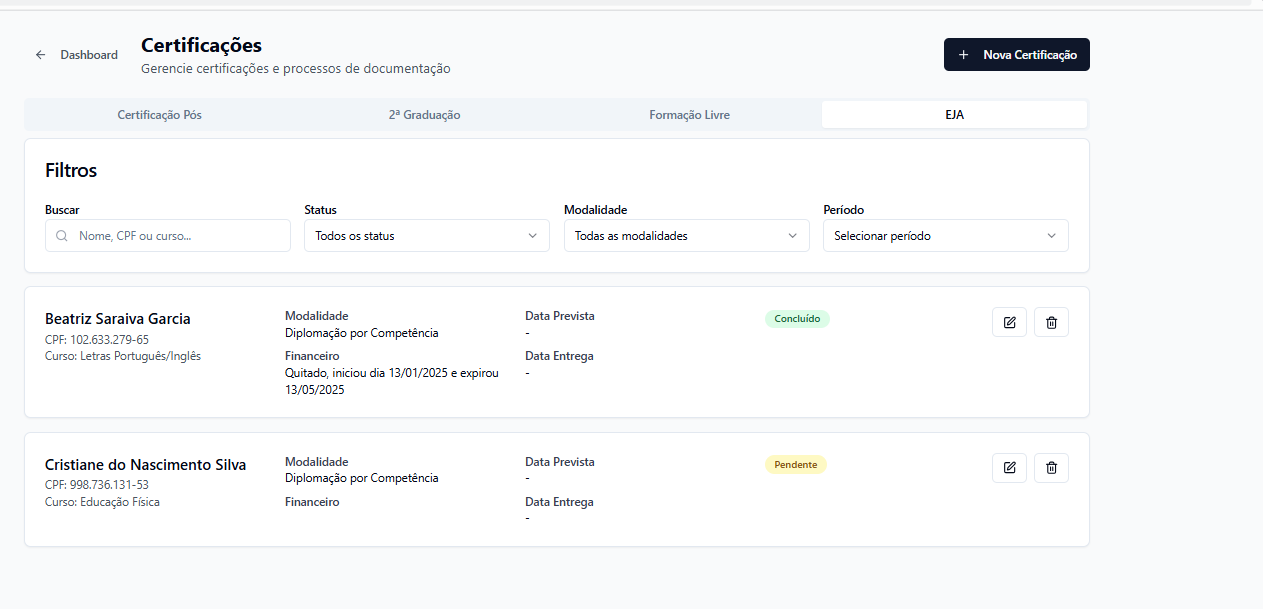 Dashboard
Certificações
Gerencie certificações e processos de documentação
Nova Certificação
Certificação Pós
2ª Graduação
Formação Livre
EJA
Filtros
Buscar
Nome, CPF ou curso...
Status
Todos os status
Modalidade
Todas as modalidades
Período
Selecionar período
Beatriz Saraiva Garcia
CPF: 102.633.279-65
Curso: Letras Português/Inglês
Modalidade
Diplomação por Competência
Financeiro
Quitado, iniciou dia 13/01/2025 e expirou
13/05/2025
Data Prevista
-
Data Entrega
-
Concluído
Cristiane do Nascimento Silva
CPF: 998.736.131-53
Curso: Educação Física
Modalidade
Diplomação por Competência
Financeiro
Data Prevista
-
Data Entrega
-
Pendente